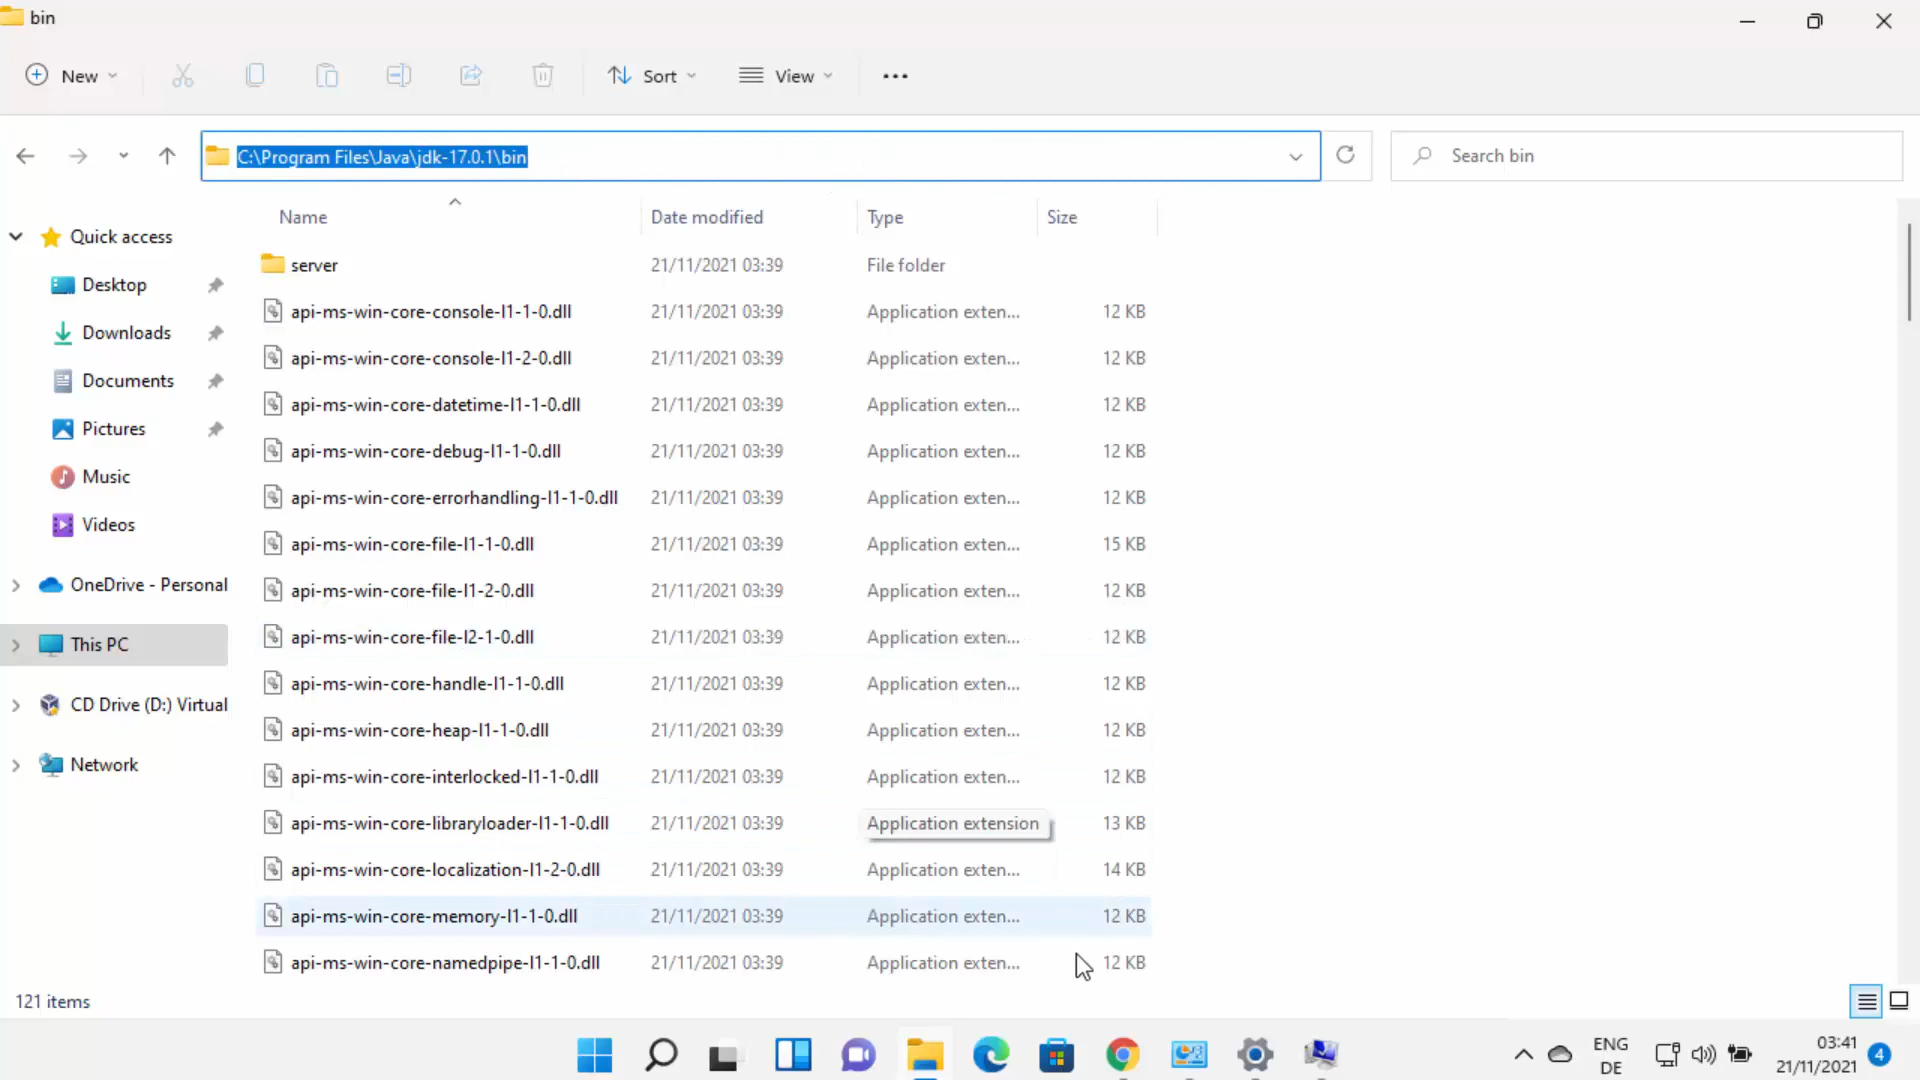 bin
New
Sort
View
C:\Program Files\Java\jdk-17.0.1\bin
Search bin
Name Date modified Type Size
Quick access
Desktop
Downloads
Documents
Pictures
Music
Videos
OneDrive - Personal
This PC
CD Drive (D:) Virtual
Network
server 21/11/2021 03:39 File folder
api-ms-win-core-console-l1-1-0.dll 21/11/2021 03:39 Application exten... 12 KB
api-ms-win-core-console-l1-2-0.dll 21/11/2021 03:39 Application exten... 12 KB
api-ms-win-core-datetime-l1-1-0.dll 21/11/2021 03:39 Application exten... 12 KB
api-ms-win-core-debug-l1-1-0.dll 21/11/2021 03:39 Application exten... 12 KB
api-ms-win-core-errorhandling-l1-1-0.dll 21/11/2021 03:39 Application exten... 12 KB
api-ms-win-core-file-l1-1-0.dll 21/11/2021 03:39 Application exten... 15 KB
api-ms-win-core-file-l1-2-0.dll 21/11/2021 03:39 Application exten... 12 KB
api-ms-win-core-file-l2-1-0.dll 21/11/2021 03:39 Application exten... 12 KB
api-ms-win-core-handle-l1-1-0.dll 21/11/2021 03:39 Application exten... 12 KB
api-ms-win-core-heap-l1-1-0.dll 21/11/2021 03:39 Application exten... 12 KB
api-ms-win-core-interlocked-l1-1-0.dll 21/11/2021 03:39 Application exten... 12 KB
api-ms-win-core-libraryloader-l1-1-0.dll 21/11/2021 03:39 Application extension 13 KB
api-ms-win-core-localization-l1-2-0.dll 21/11/2021 03:39 Application exten... 14 KB
api-ms-win-core-memory-l1-1-0.dll 21/11/2021 03:39 Application exten... 12 KB
api-ms-win-core-namedpipe-l1-1-0.dll 21/11/2021 03:39 Application exten... 12 KB
121 items
ENG
DE
03:41
21/11/2021
4